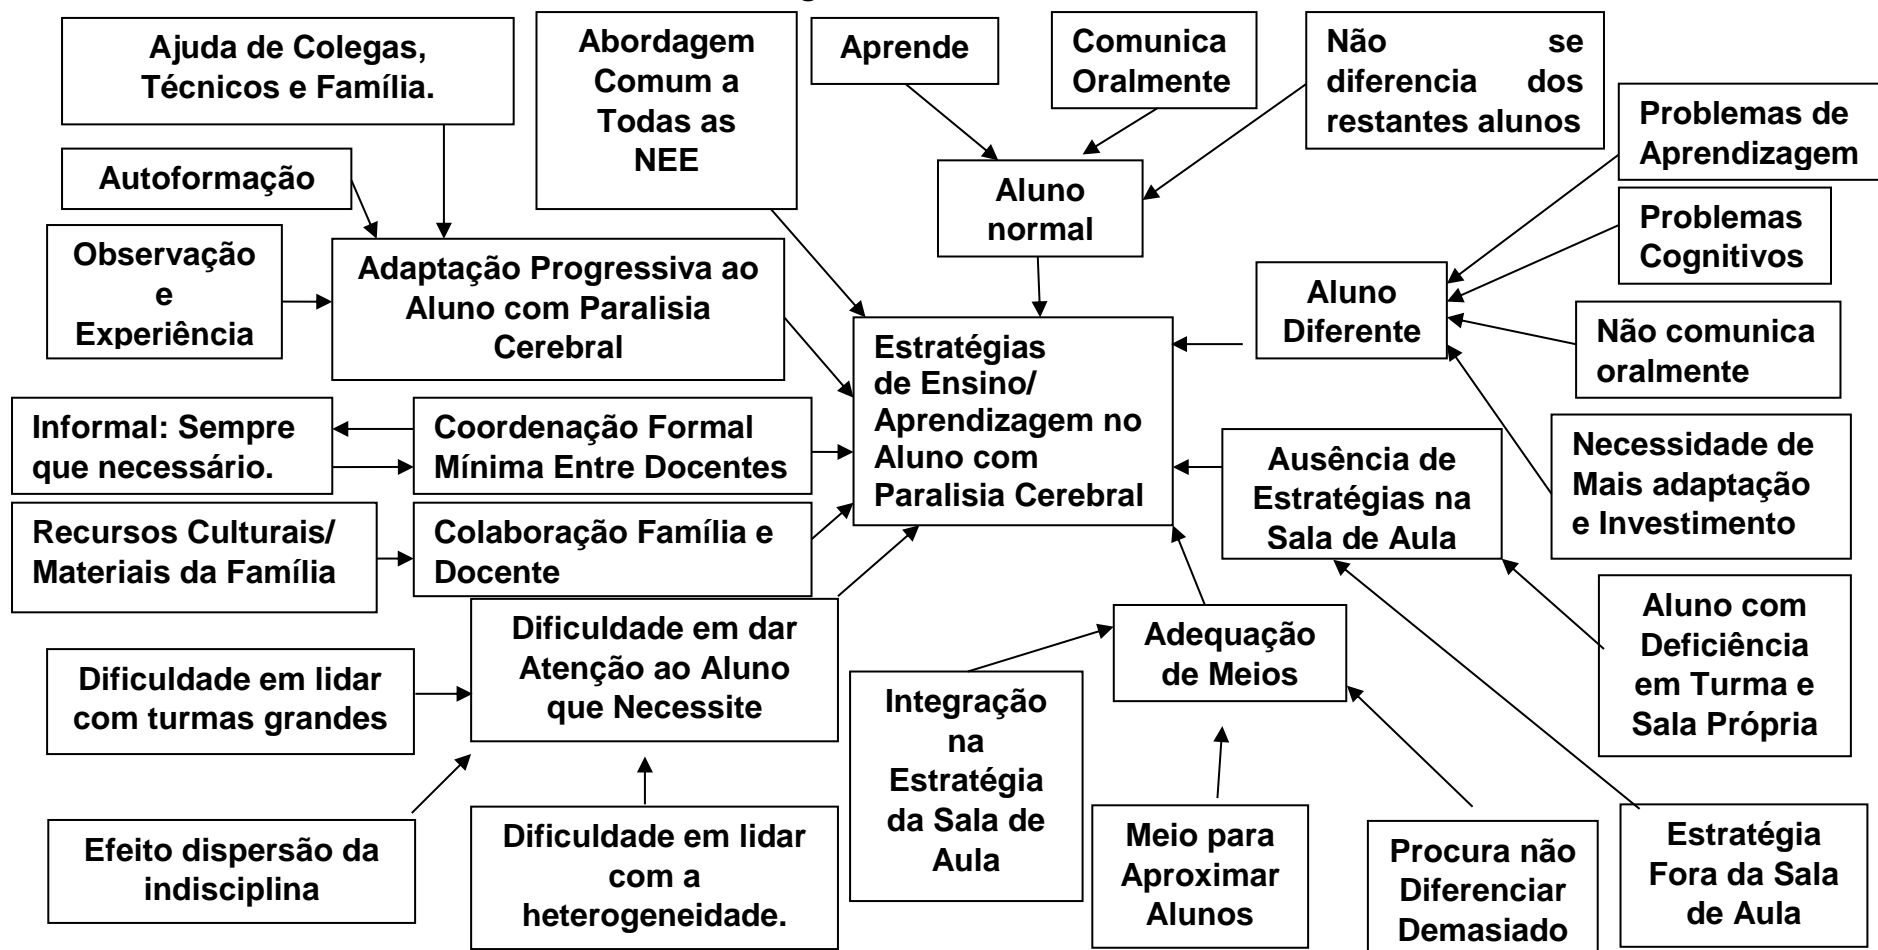 Ajuda de Colegas,
Técnicos e Família.
Abordagem
Comum a
Todas as
NEE
Aprende
Comunica
Oralmente
Não se
diferencia dos
restantes alunos
Problemas de
Aprendizagem
Autoformação
Aluno
normal
Problemas
Cognitivos
Observação
e
Experiência
Adaptação Progressiva ao
Aluno com Paralisia
Cerebral
Aluno
Diferente
Não comunica
oralmente
Estratégias
de Ensino/
Aprendizagem no
Aluno com
Paralisia Cerebral
Informal: Sempre
que necessário.
Coordenação Formal
Mínima Entre Docentes
Ausência de
Estratégias na
Sala de Aula
Necessidade de
Mais adaptação
e Investimento
Recursos Culturais/
Materiais da Família
Colaboração Família e
Docente
Aluno com
Deficiência
em Turma e
Sala Própria
Dificuldade em dar
Atenção ao Aluno
que Necessite
Adequação
de Meios
Dificuldade em lidar
com turmas grandes
Integração
na
Estratégia
da Sala de
Aula
Efeito dispersão da
indisciplina
Dificuldade em lidar
com a
heterogeneidade.
Meio para
Aproximar
Alunos
Procura não
Diferenciar
Demasiado
Estratégia
Fora da Sala
de Aula